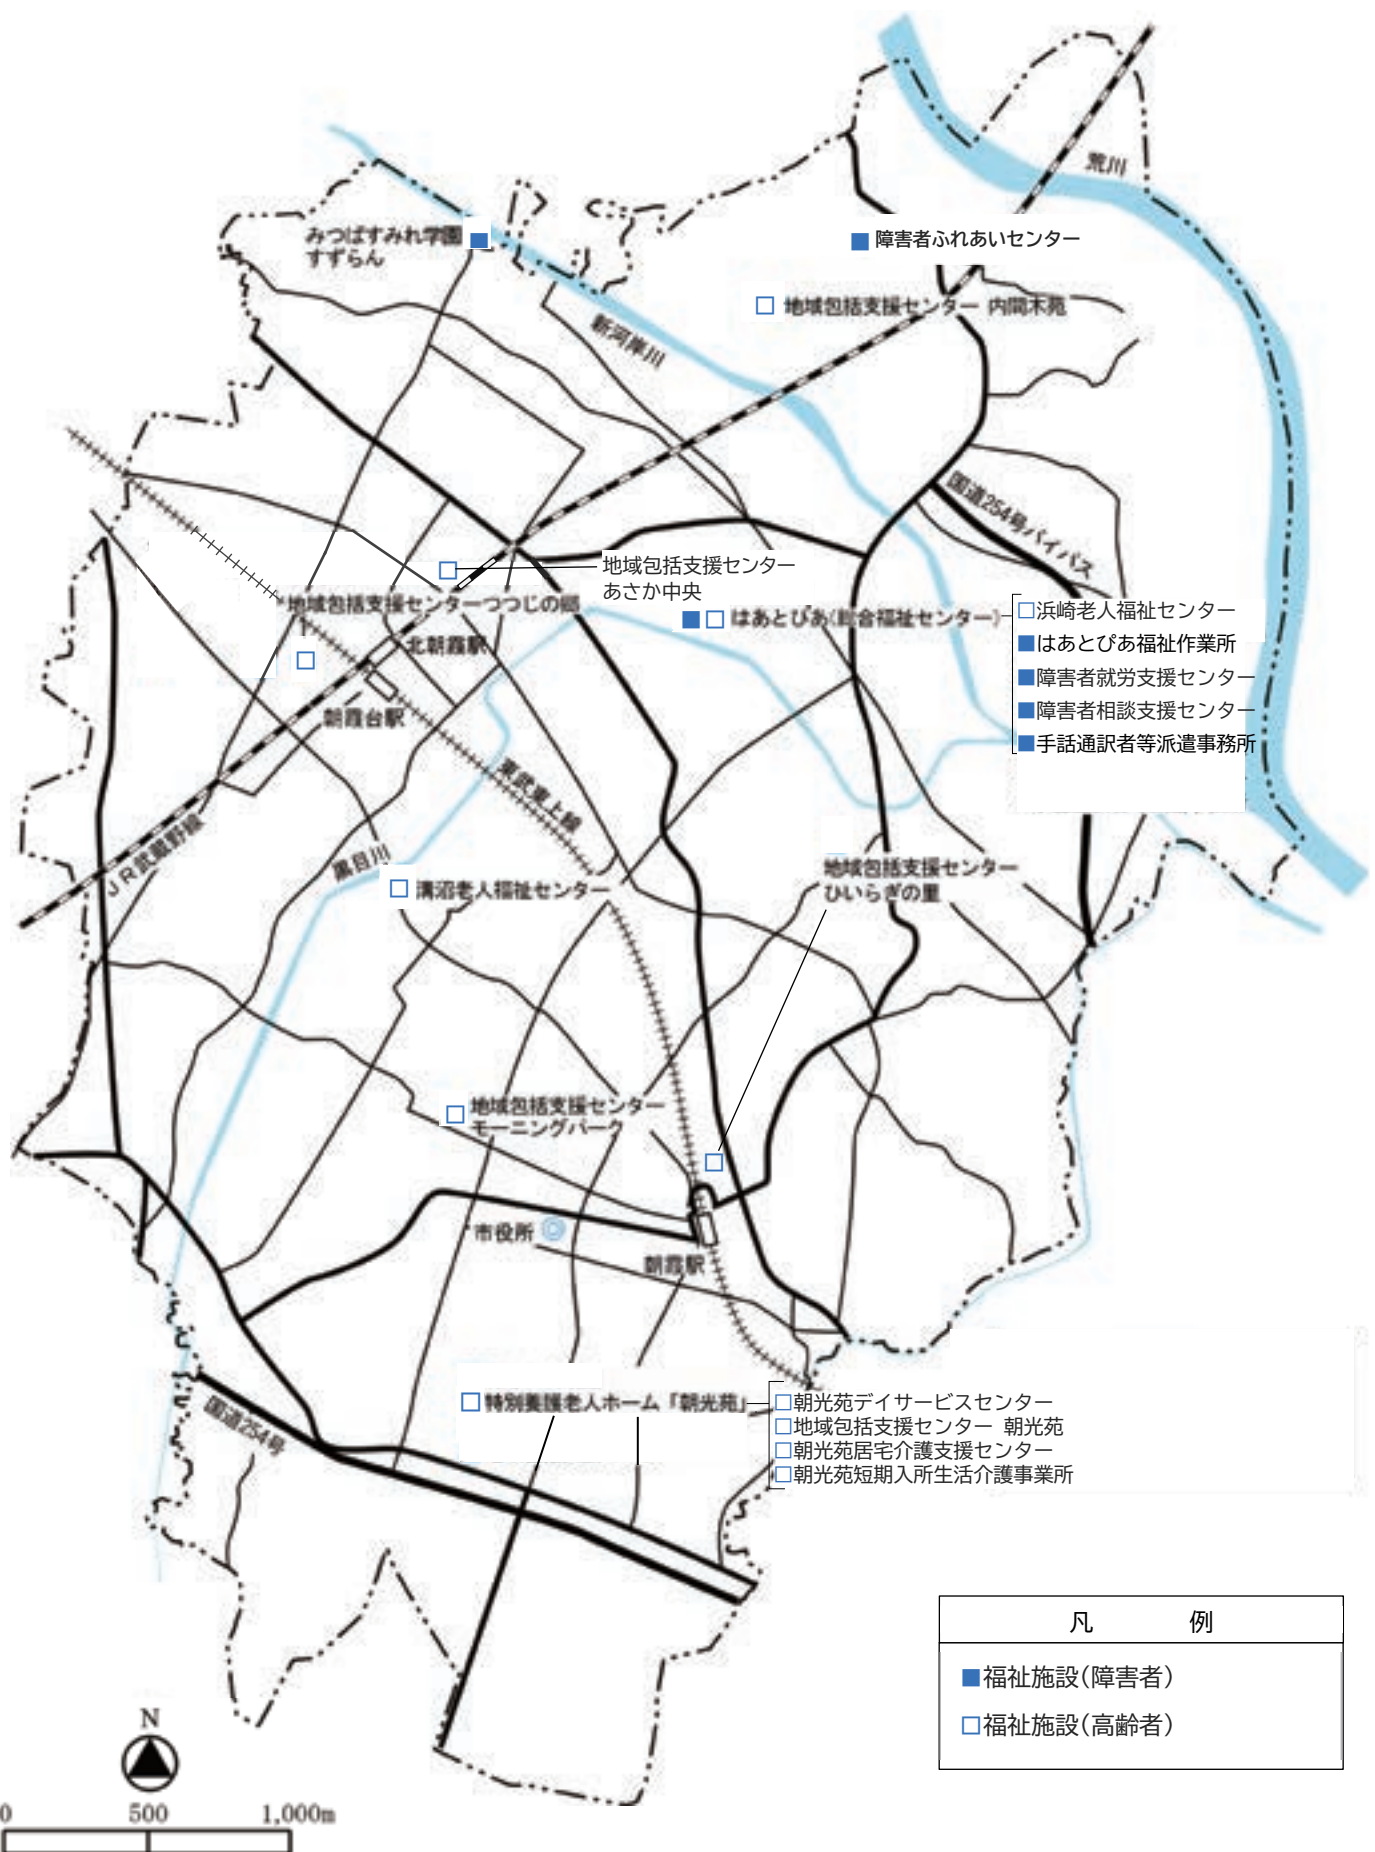 荒川
みつばすみれ学園
すずらん
障害者ふれあいセンター
地域包括支援センター 内間木苑
新河岸川
国道254号バイパス
地域包括支援センター
あさか中央
地域包括支援センターつつじの郷
はあとぴあ(総合福祉センター)
浜崎老人福祉センター
はあとぴあ福祉作業所
障害者就労支援センター
障害者相談支援センター
手話通訳者等派遣事務所
北朝霞駅
朝霞台駅
東武東上線
JR武蔵野線
黒目川
溝沼老人福祉センター
地域包括支援センター
ひいらぎの里
地域包括支援センター
モーニングパーク
市役所
朝霞駅
特別養護老人ホーム「朝光苑」
朝光苑デイサービスセンター
地域包括支援センター 朝光苑
朝光苑居宅介護支援センター
朝光苑短期入所生活介護事業所
国道254号
凡 例
福祉施設(障害者)
福祉施設(高齢者)
N
0 500 1,000m